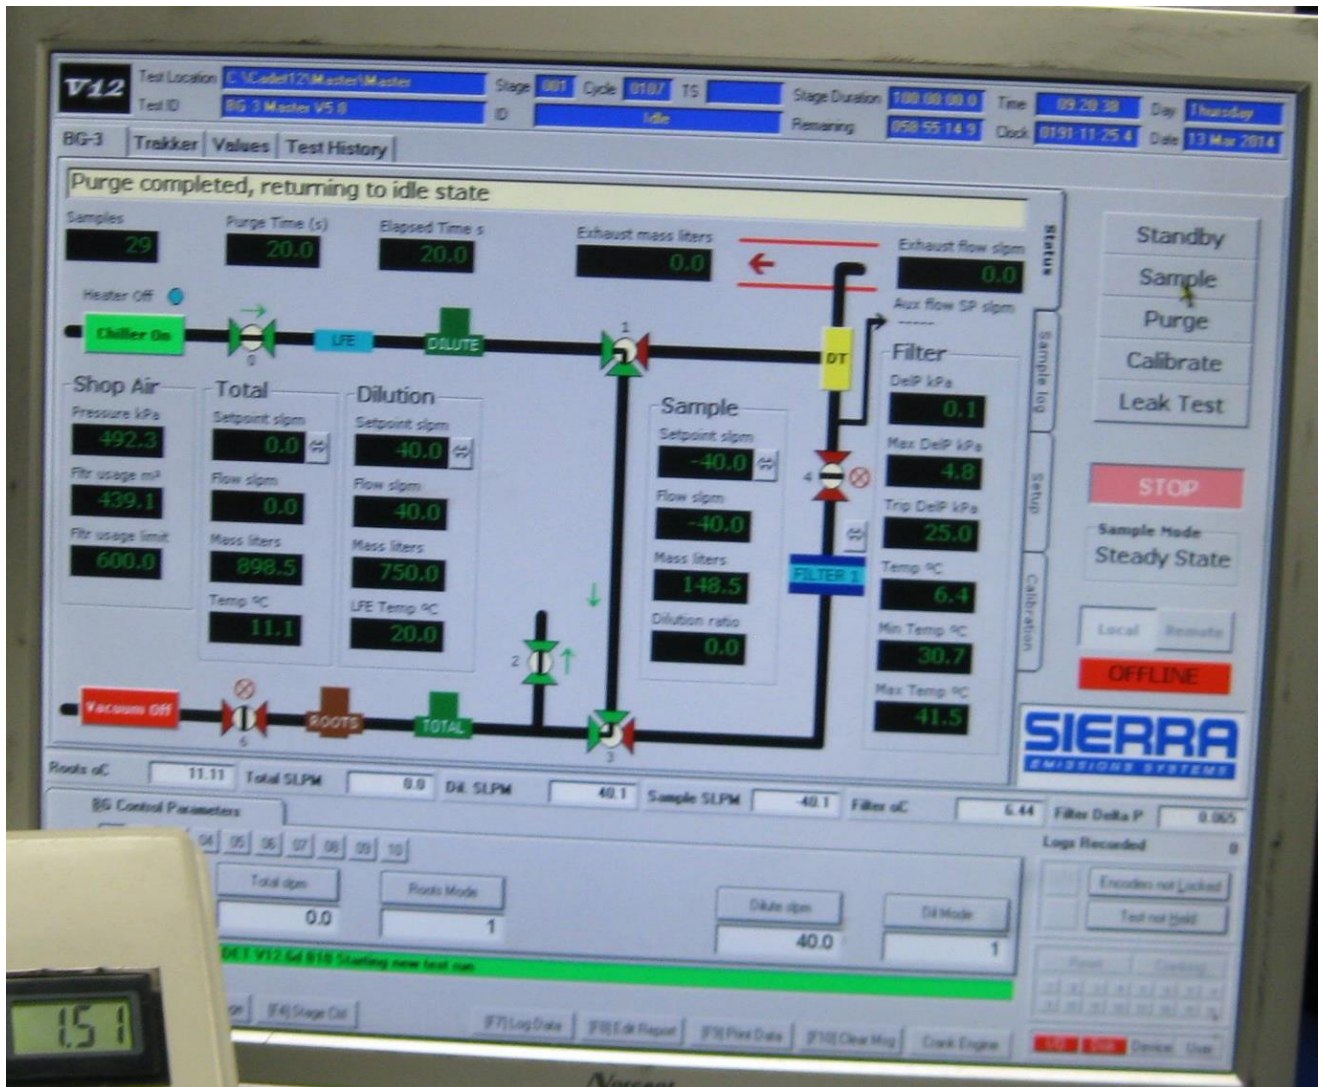 V12
Test Location C:\Cadet12\Master\Master Stage 001 Cycle 0107 TS Stage Duration 100:00:00.0 Time 09:20:38 Day Thursday
Test ID BG-3 Master V5.8 ID Idle Remaining 058:55:14.9 Clock 0191:11:25.4 Date 13 Mar 2014
BG-3 Trakker Values Test History
Purge completed, returning to idle state
Samples Purge Time (s) Elapsed Time s Exhaust mass liters Exhaust flow slpm
29 20.0 20.0 0.0 0.0
Heater Off Aux flow SP slpm
-----
Chiller On 0 LFE DILUTE 1 DT
Shop Air
Pressure kPa
492.3
Fltr usage m³
439.1
Fltr usage limit
600.0
Total
Setpoint slpm
0.0
Flow slpm
0.0
Mass liters
898.5
Temp ºC
11.1
Dilution
Setpoint slpm
40.0
Flow slpm
40.0
Mass liters
750.0
LFE Temp ºC
20.0
Sample
Setpoint slpm
-40.0
Flow slpm
-40.0
Mass liters
148.5
Dilution ratio
0.0
4
FILTER 1
2
Filter
DelP kPa
0.1
Max DelP kPa
4.8
Trip DelP kPa
25.0
Temp ºC
6.4
Min Temp ºC
30.7
Max Temp ºC
41.5
Vacuum Off 6 ROOTS TOTAL 3
Status
Sample log
Setup
Calibration
Standby
Sample
Purge
Calibrate
Leak Test
STOP
Sample Mode
Steady State
Local Remote
OFFLINE
SIERRA
EMISSIONS SYSTEMS
Roots oC 11.11 Total SLPM 0.0 Dil. SLPM 40.1 Sample SLPM -40.1 Filter oC 6.44 Filter Delta P 0.065
BG Control Parameters
04 05 06 07 08 09 10
Total slpm Roots Mode Dilute slpm Dil Mode
0.0 1 40.0 1
Logs Recorded 0
Encoders not Locked
Test not Held
Reset Cranking
V12.6d B10 Starting new test run
[F4] Stage Ctl [F7] Log Data [F8] Edit Report [F9] Print Data [F10] Clear Msg Crank Engine
I/O Disk Device User
1.51